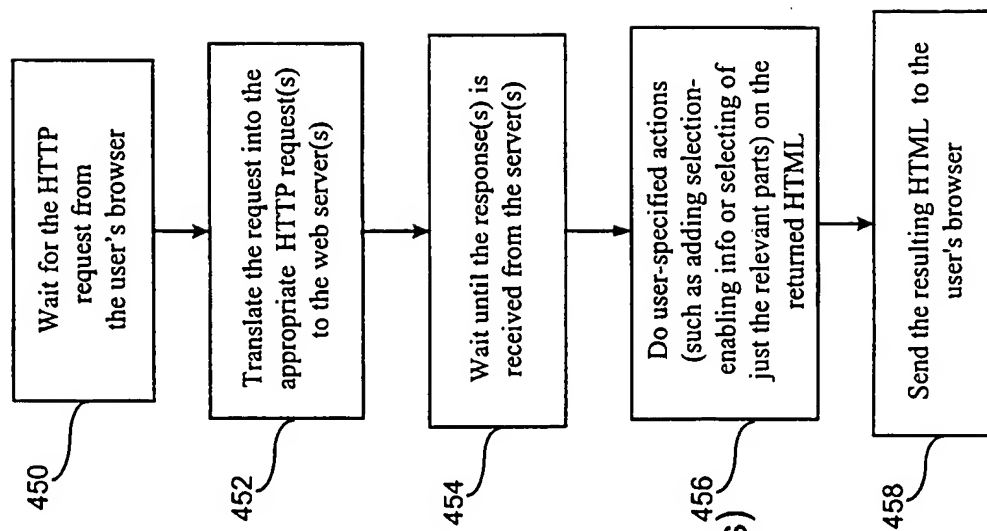 450
Wait for the HTTP
request from
the user's browser
452
Translate the request into the
appropriate HTTP request(s)
to the web server(s)
454
Wait until the response(s) is
received from the server(s)
456
Do user-specified actions
(such as adding selection-
enabling info or selecting of
just the relevant parts) on the
returned HTML
458
Send the resulting HTML to the
user's browser